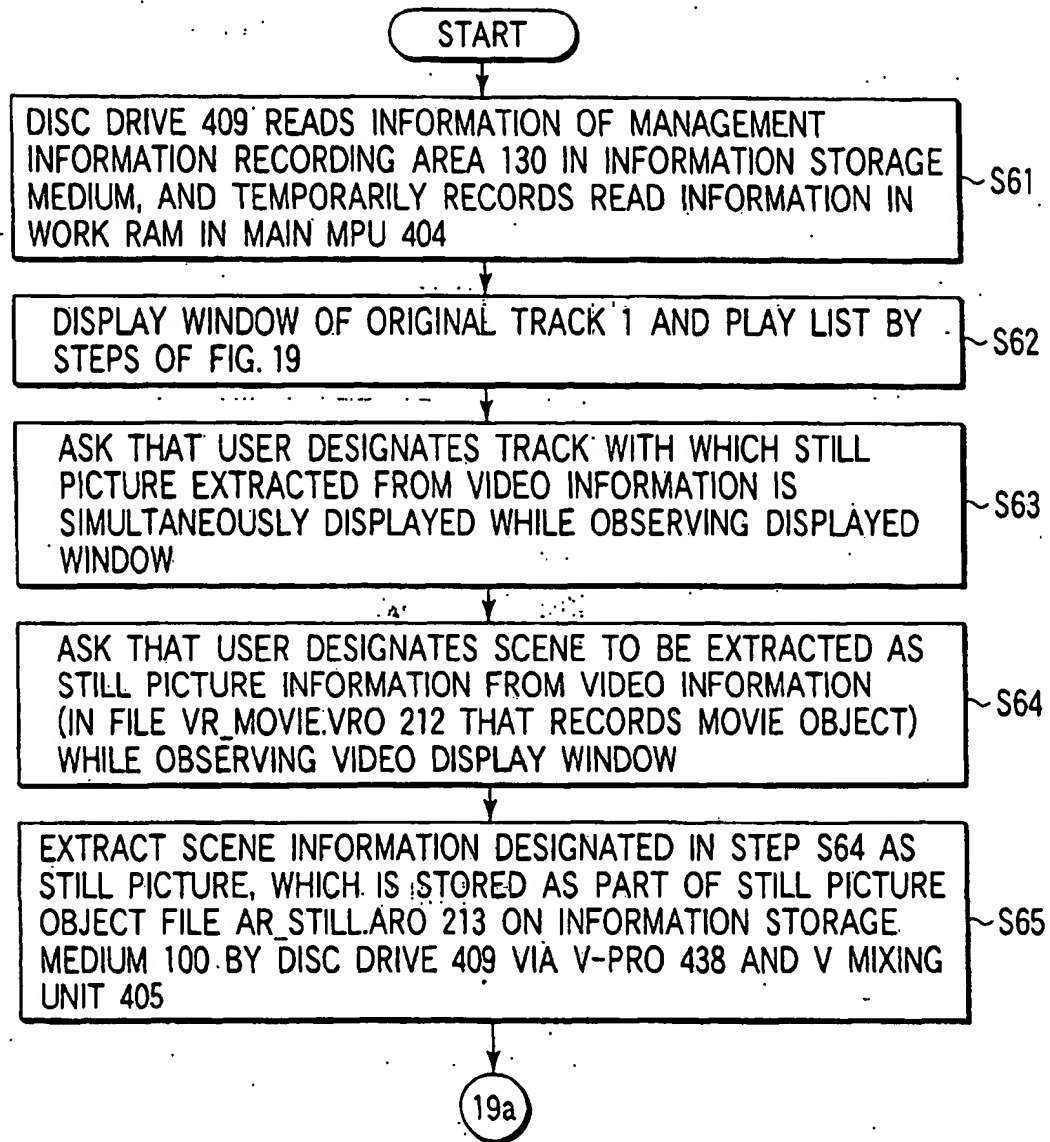 START
DISC DRIVE 409 READS INFORMATION OF MANAGEMENT
INFORMATION RECORDING AREA 130 IN INFORMATION STORAGE
MEDIUM, AND TEMPORARILY RECORDS READ INFORMATION IN
WORK RAM IN MAIN MPU 404
S61
DISPLAY WINDOW OF ORIGINAL TRACK 1 AND PLAY LIST BY
STEPS OF FIG. 19
S62
ASK THAT USER DESIGNATES TRACK WITH WHICH STILL
PICTURE EXTRACTED FROM VIDEO INFORMATION IS
SIMULTANEOUSLY DISPLAYED WHILE OBSERVING DISPLAYED
WINDOW
S63
ASK THAT USER DESIGNATES SCENE TO BE EXTRACTED AS
STILL PICTURE INFORMATION FROM VIDEO INFORMATION
(IN FILE VR_MOVIE.VRO 212 THAT RECORDS MOVIE OBJECT)
WHILE OBSERVING VIDEO DISPLAY WINDOW
S64
EXTRACT SCENE INFORMATION DESIGNATED IN STEP S64 AS
STILL PICTURE, WHICH IS STORED AS PART OF STILL PICTURE
OBJECT FILE AR_STILL.ARO 213 ON INFORMATION STORAGE
MEDIUM 100 BY DISC DRIVE 409 VIA V-PRO 438 AND V MIXING
UNIT 405
S65
19a